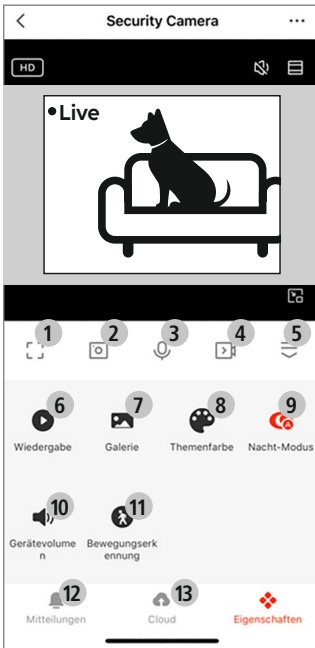 Security Camera
HD
•Live
1 2 3 4 5
6 7 8 9
Wiedergabe Galerie Themenfarbe Nacht-Modus
A
10 11
Gerätevolume Bewegungserk
n ennung
12 13
Mitteilungen Cloud Eigenschaften